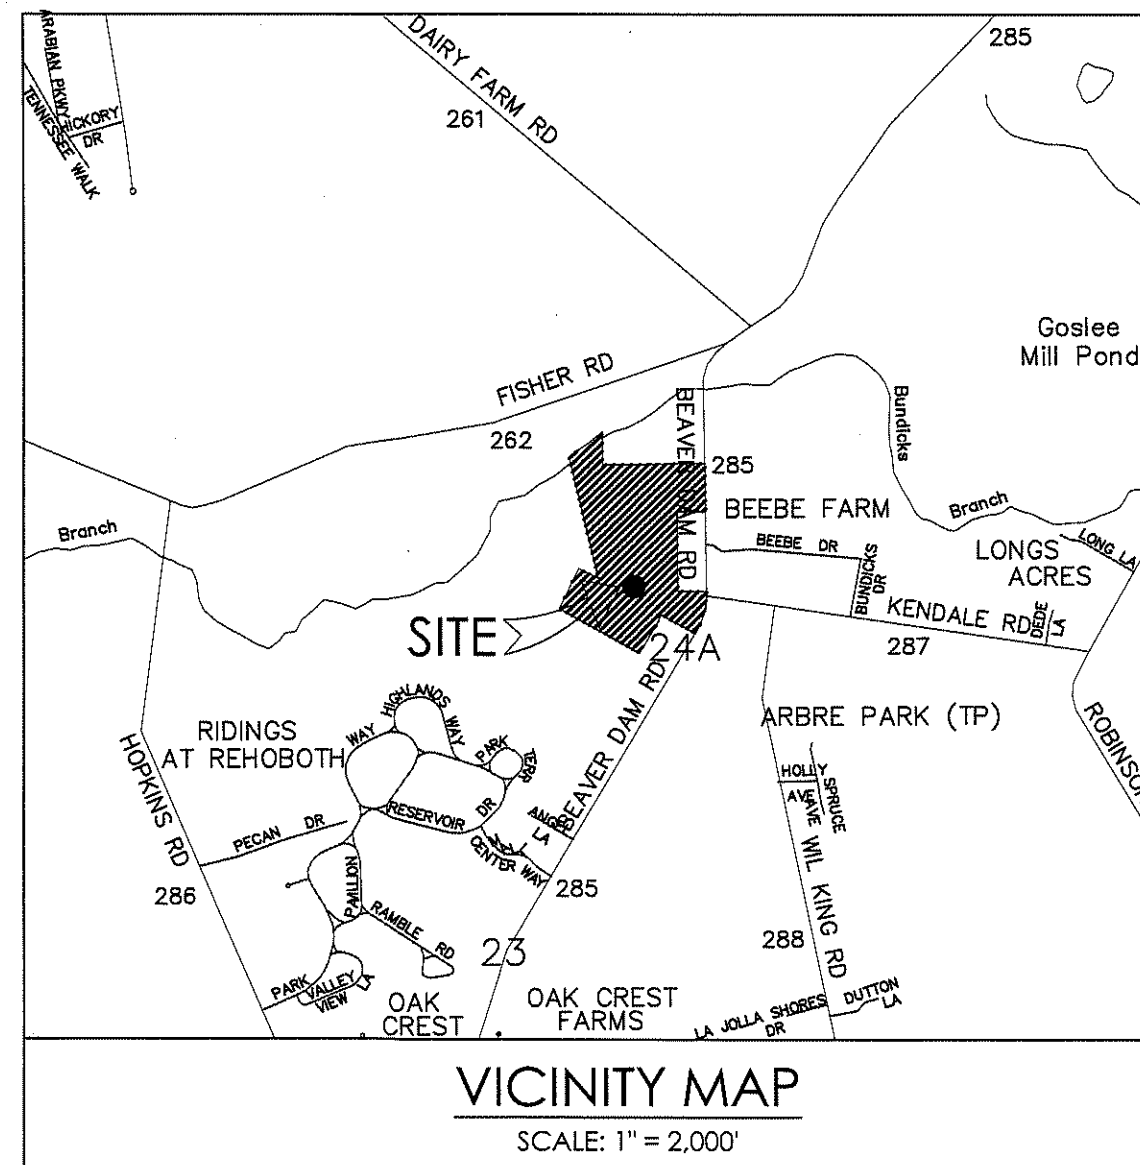 ARABIAN PKWY
HICKORY
DR
TENNESSEE WALK
DAIRY FARM RD
261
285
Goslee
Mill Pond
FISHER RD
262
BEAVER DAM RD
285
Bundicks
Branch
BEEBE FARM
BEEBE DR
BUNDICKS
DR
Branch
LONGS
ACRES
LONG LA
KENDALE RD
287
DEDE
LA
SITE
24A
RIDINGS
AT REHOBOTH
HIGHLANDS
WAY
WAY
PARK
TERR
BEAVER DAM RD
ARBRE PARK (TP)
ROBINSON
HOPKINS RD
HOLLY
AVE
SPRUCE
AVE
RESERVOIR DR
LA
CENTER WAY
PECAN DR
286
285
PAVILION
RAMBLE RD
WIL KING RD
288
23
PARK
VALLEY
VIEW
LA
OAK
CREST
OAK CREST
FARMS
LA JOLLA SHORES
DR
DUTTON
LA
VICINITY MAP
SCALE: 1" = 2,000'